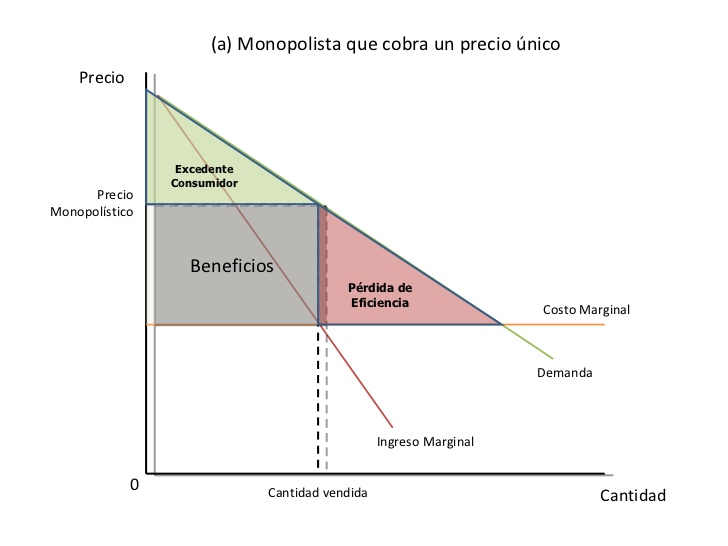 (a) Monopolista que cobra un precio único
Precio
Excedente
Consumidor
Precio
Monopolístico
Beneficios
Pérdida de
Eficiencia
Costo Marginal
Demanda
Ingreso Marginal
0
Cantidad vendida
Cantidad